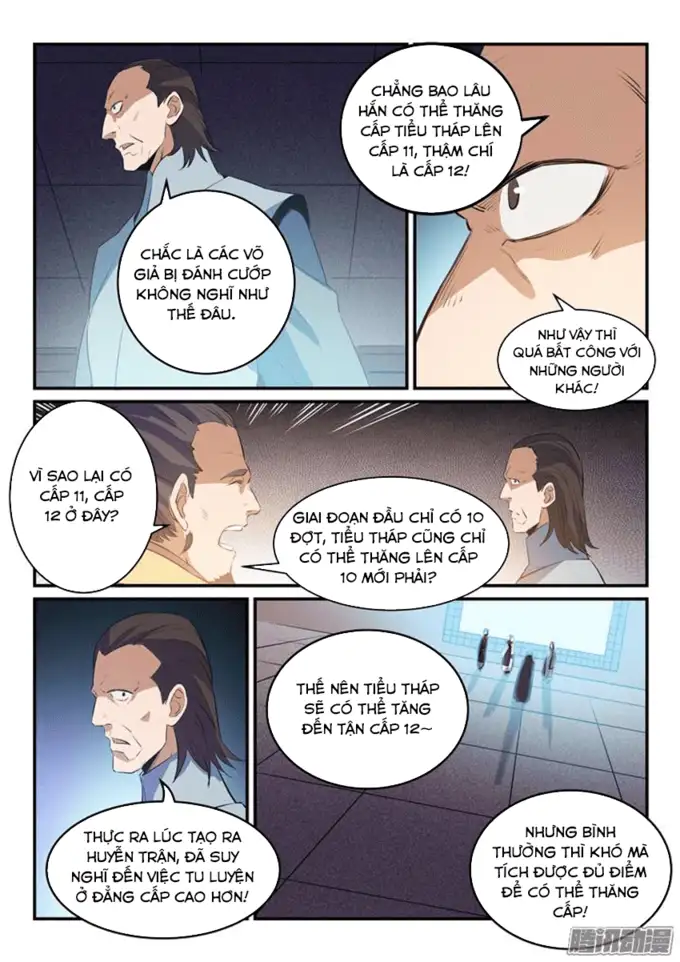 CHẲNG BAO LÂU
HẮN CÓ THỂ THĂNG
CẤP TIỂU THÁP LÊN
CẤP 11, THẬM CHÍ
LÀ CẤP 12!
CHẮC LÀ CÁC VÕ
GIẢ BỊ ĐÁNH CƯỚP
KHÔNG NGHĨ NHƯ
THẾ ĐÂU.
NHƯ VẬY THÌ
QUÁ BẤT CÔNG VỚI
NHỮNG NGƯỜI
KHÁC!
VÌ SAO LẠI CÓ
CẤP 11, CẤP
12 Ở ĐÂY?
GIAI ĐOẠN ĐẦU CHỈ CÓ 10
ĐỢT, TIỂU THÁP CŨNG CHỈ
CÓ THỂ THĂNG LÊN CẤP
10 MỚI PHẢI?
THỰC RA LÚC TẠO RA
HUYỄN TRẬN, ĐÃ SUY
NGHĨ ĐẾN VIỆC TU LUYỆN
Ở ĐẲNG CẤP CAO HƠN!
THẾ NÊN TIỂU THÁP
SẼ CÓ THỂ TĂNG
ĐẾN TẬN CẤP 12~
NHƯNG BÌNH
THƯỜNG THÌ KHÓ MÀ
TÍCH ĐƯỢC ĐỦ ĐIỂM
ĐỂ CÓ THỂ THĂNG
CẤP!
腾讯动漫